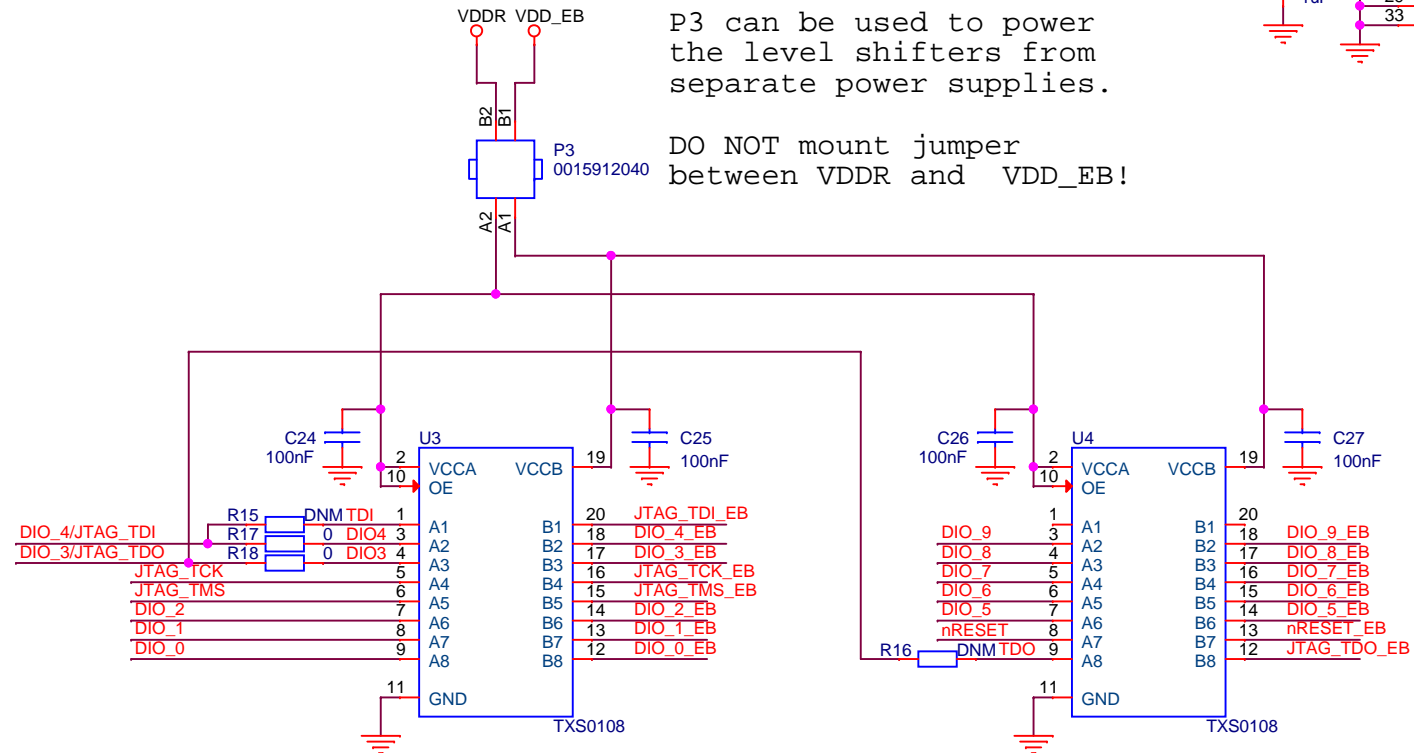 VDDR VDD_EB
P3 can be used to power
the level shifters from
separate power supplies.
DO NOT mount jumper
between VDDR and VDD_EB!
33
B2 B1
P3
0015912040
A2 A1
C24
100nF
U3
C25
100nF
2 VCCA VCCB 19
10 OE
R15 DNM TDI 1 A1 B1 20 JTAG_TDI_EB
DIO_4/JTAG_TDI R17 0 DIO4 3 A2 B2 18 DIO_4_EB
DIO_3/JTAG_TDO R18 0 DIO3 4 A3 B3 17 DIO_3_EB
JTAG_TCK 5 A4 B4 16 JTAG_TCK_EB
JTAG_TMS 6 A5 B5 15 JTAG_TMS_EB
DIO_2 7 A6 B6 14 DIO_2_EB
DIO_1 8 A7 B7 13 DIO_1_EB
DIO_0 9 A8 B8 12 DIO_0_EB
11 GND
TXS0108
C26
100nF
U4
C27
100nF
2 VCCA VCCB 19
10 OE
1 A1 B1 20
DIO_9 3 A2 B2 18 DIO_9_EB
DIO_8 4 A3 B3 17 DIO_8_EB
DIO_7 5 A4 B4 16 DIO_7_EB
DIO_6 6 A5 B5 15 DIO_6_EB
DIO_5 7 A6 B6 14 DIO_5_EB
nRESET 8 A7 B7 13 nRESET_EB
R16 DNM TDO 9 A8 B8 12 JTAG_TDO_EB
11 GND
TXS0108